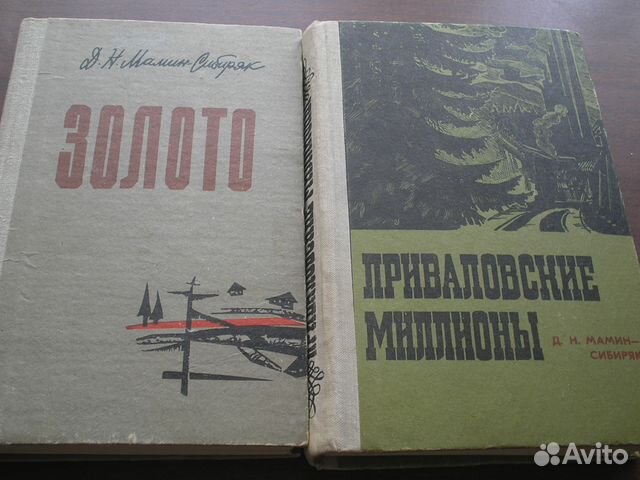 Д. Н. Мамин-Сибиряк
ЗОЛОТО
ПРИВАЛОВСКИЕ
МИЛЛИОНЫ
Д. Н. МАМИН-
СИБИРЯК
Avito